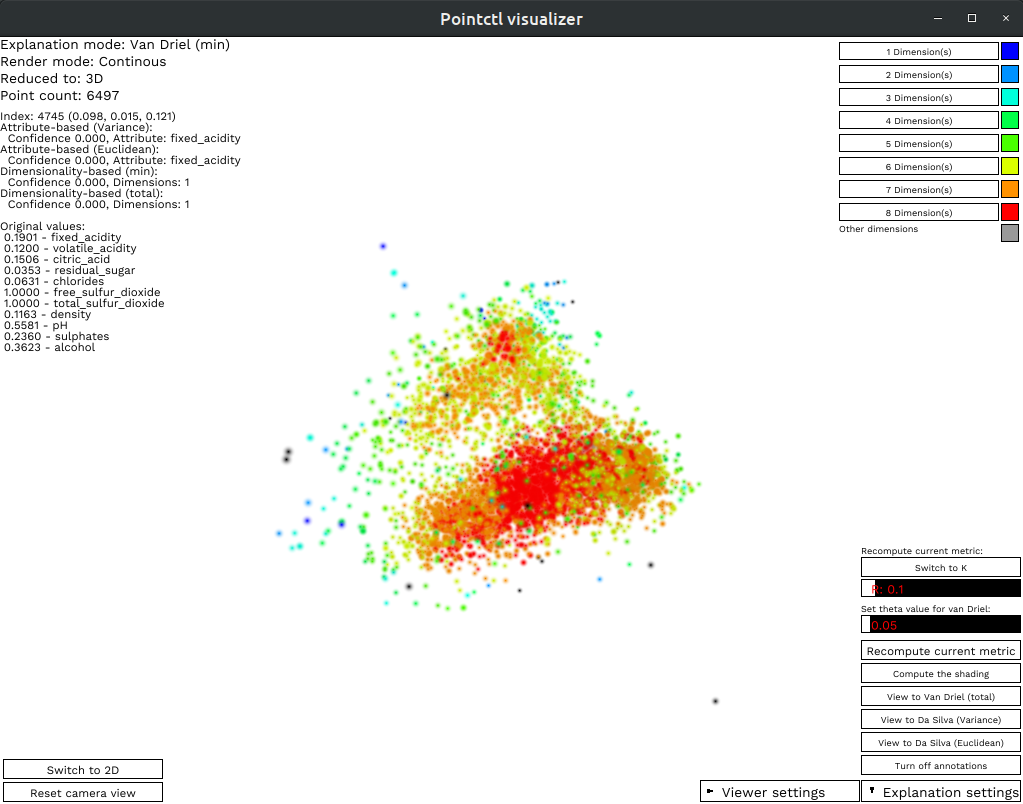 Pointctl visualizer
Explanation mode: Van Driel (min)
Render mode: Continous
Reduced to: 3D
Point count: 6497
Index: 4745 (0.098, 0.015, 0.121)
Attribute-based (Variance):
Confidence 0.000, Attribute: fixed_acidity
Attribute-based (Euclidean):
Confidence 0.000, Attribute: fixed_acidity
Dimensionality-based (min):
Confidence 0.000, Dimensions: 1
Dimensionality-based (total):
Confidence 0.000, Dimensions: 1
Original values:
0.1901 - fixed_acidity
0.1200 - volatile_acidity
0.1506 - citric_acid
0.0353 - residual_sugar
0.0631 - chlorides
1.0000 - free_sulfur_dioxide
1.0000 - total_sulfur_dioxide
0.1163 - density
0.5581 - pH
0.2360 - sulphates
0.3623 - alcohol
1 Dimension(s)
2 Dimension(s)
3 Dimension(s)
4 Dimension(s)
5 Dimension(s)
6 Dimension(s)
7 Dimension(s)
8 Dimension(s)
Other dimensions
Recompute current metric:
Switch to K
R: 0.1
Set theta value for van Driel:
0.05
Recompute current metric
Compute the shading
View to Van Driel (total)
View to Da Silva (Variance)
View to Da Silva (Euclidean)
Turn off annotations
Switch to 2D
Reset camera view
Viewer settings
Explanation settings